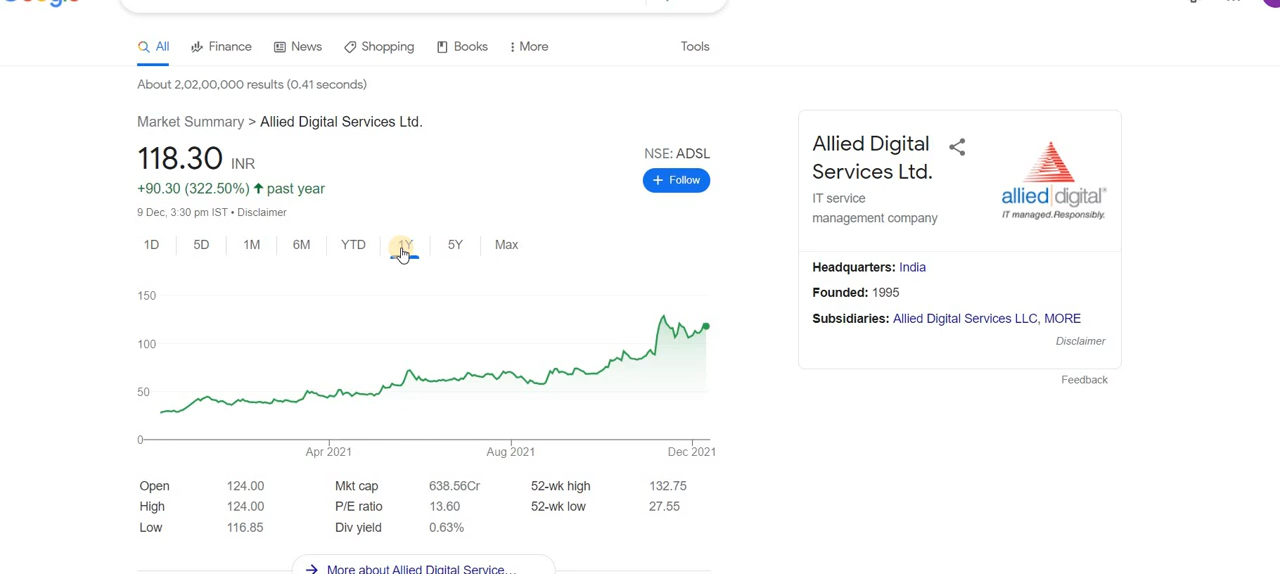 All Finance News Shopping Books More Tools
About 2,02,00,000 results (0.41 seconds)
Market Summary > Allied Digital Services Ltd.
118.30 INR
NSE: ADSL
+90.30 (322.50%) past year
+ Follow
9 Dec, 3:30 pm IST • Disclaimer
1D 5D 1M 6M YTD 1Y 5Y Max
150
100
50
0
Apr 2021 Aug 2021 Dec 2021
Open 124.00 Mkt cap 638.56Cr 52-wk high 132.75
High 124.00 P/E ratio 13.60 52-wk low 27.55
Low 116.85 Div yield 0.63%
More about Allied Digital Service...
Allied Digital
Services Ltd.
IT service
management company
allied digital
IT managed.Responsibly.
Headquarters: India
Founded: 1995
Subsidiaries: Allied Digital Services LLC, MORE
Disclaimer
Feedback